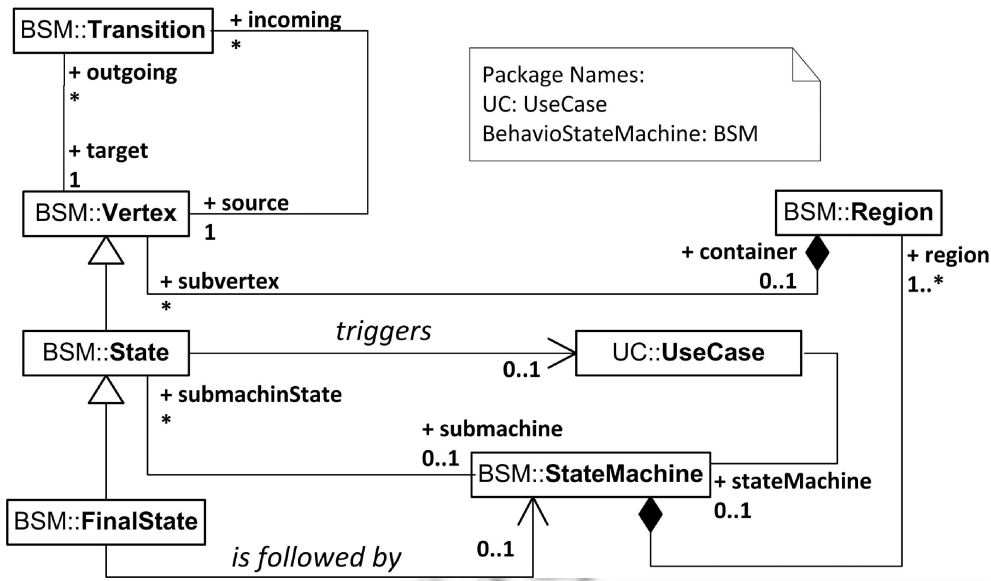 BSM::Transition
+ incoming
*
+ outgoing
*
+ target
1
Package Names:
UC: UseCase
BehavioStateMachine: BSM
BSM::Vertex
+ source
1
BSM::Region
+ subvertex
*
+ container
0..1
+ region
1..*
BSM::State
triggers
0..1
UC::UseCase
+ submachinState
*
+ submachine
0..1
BSM::StateMachine
+ stateMachine
0..1
BSM::FinalState
is followed by
0..1